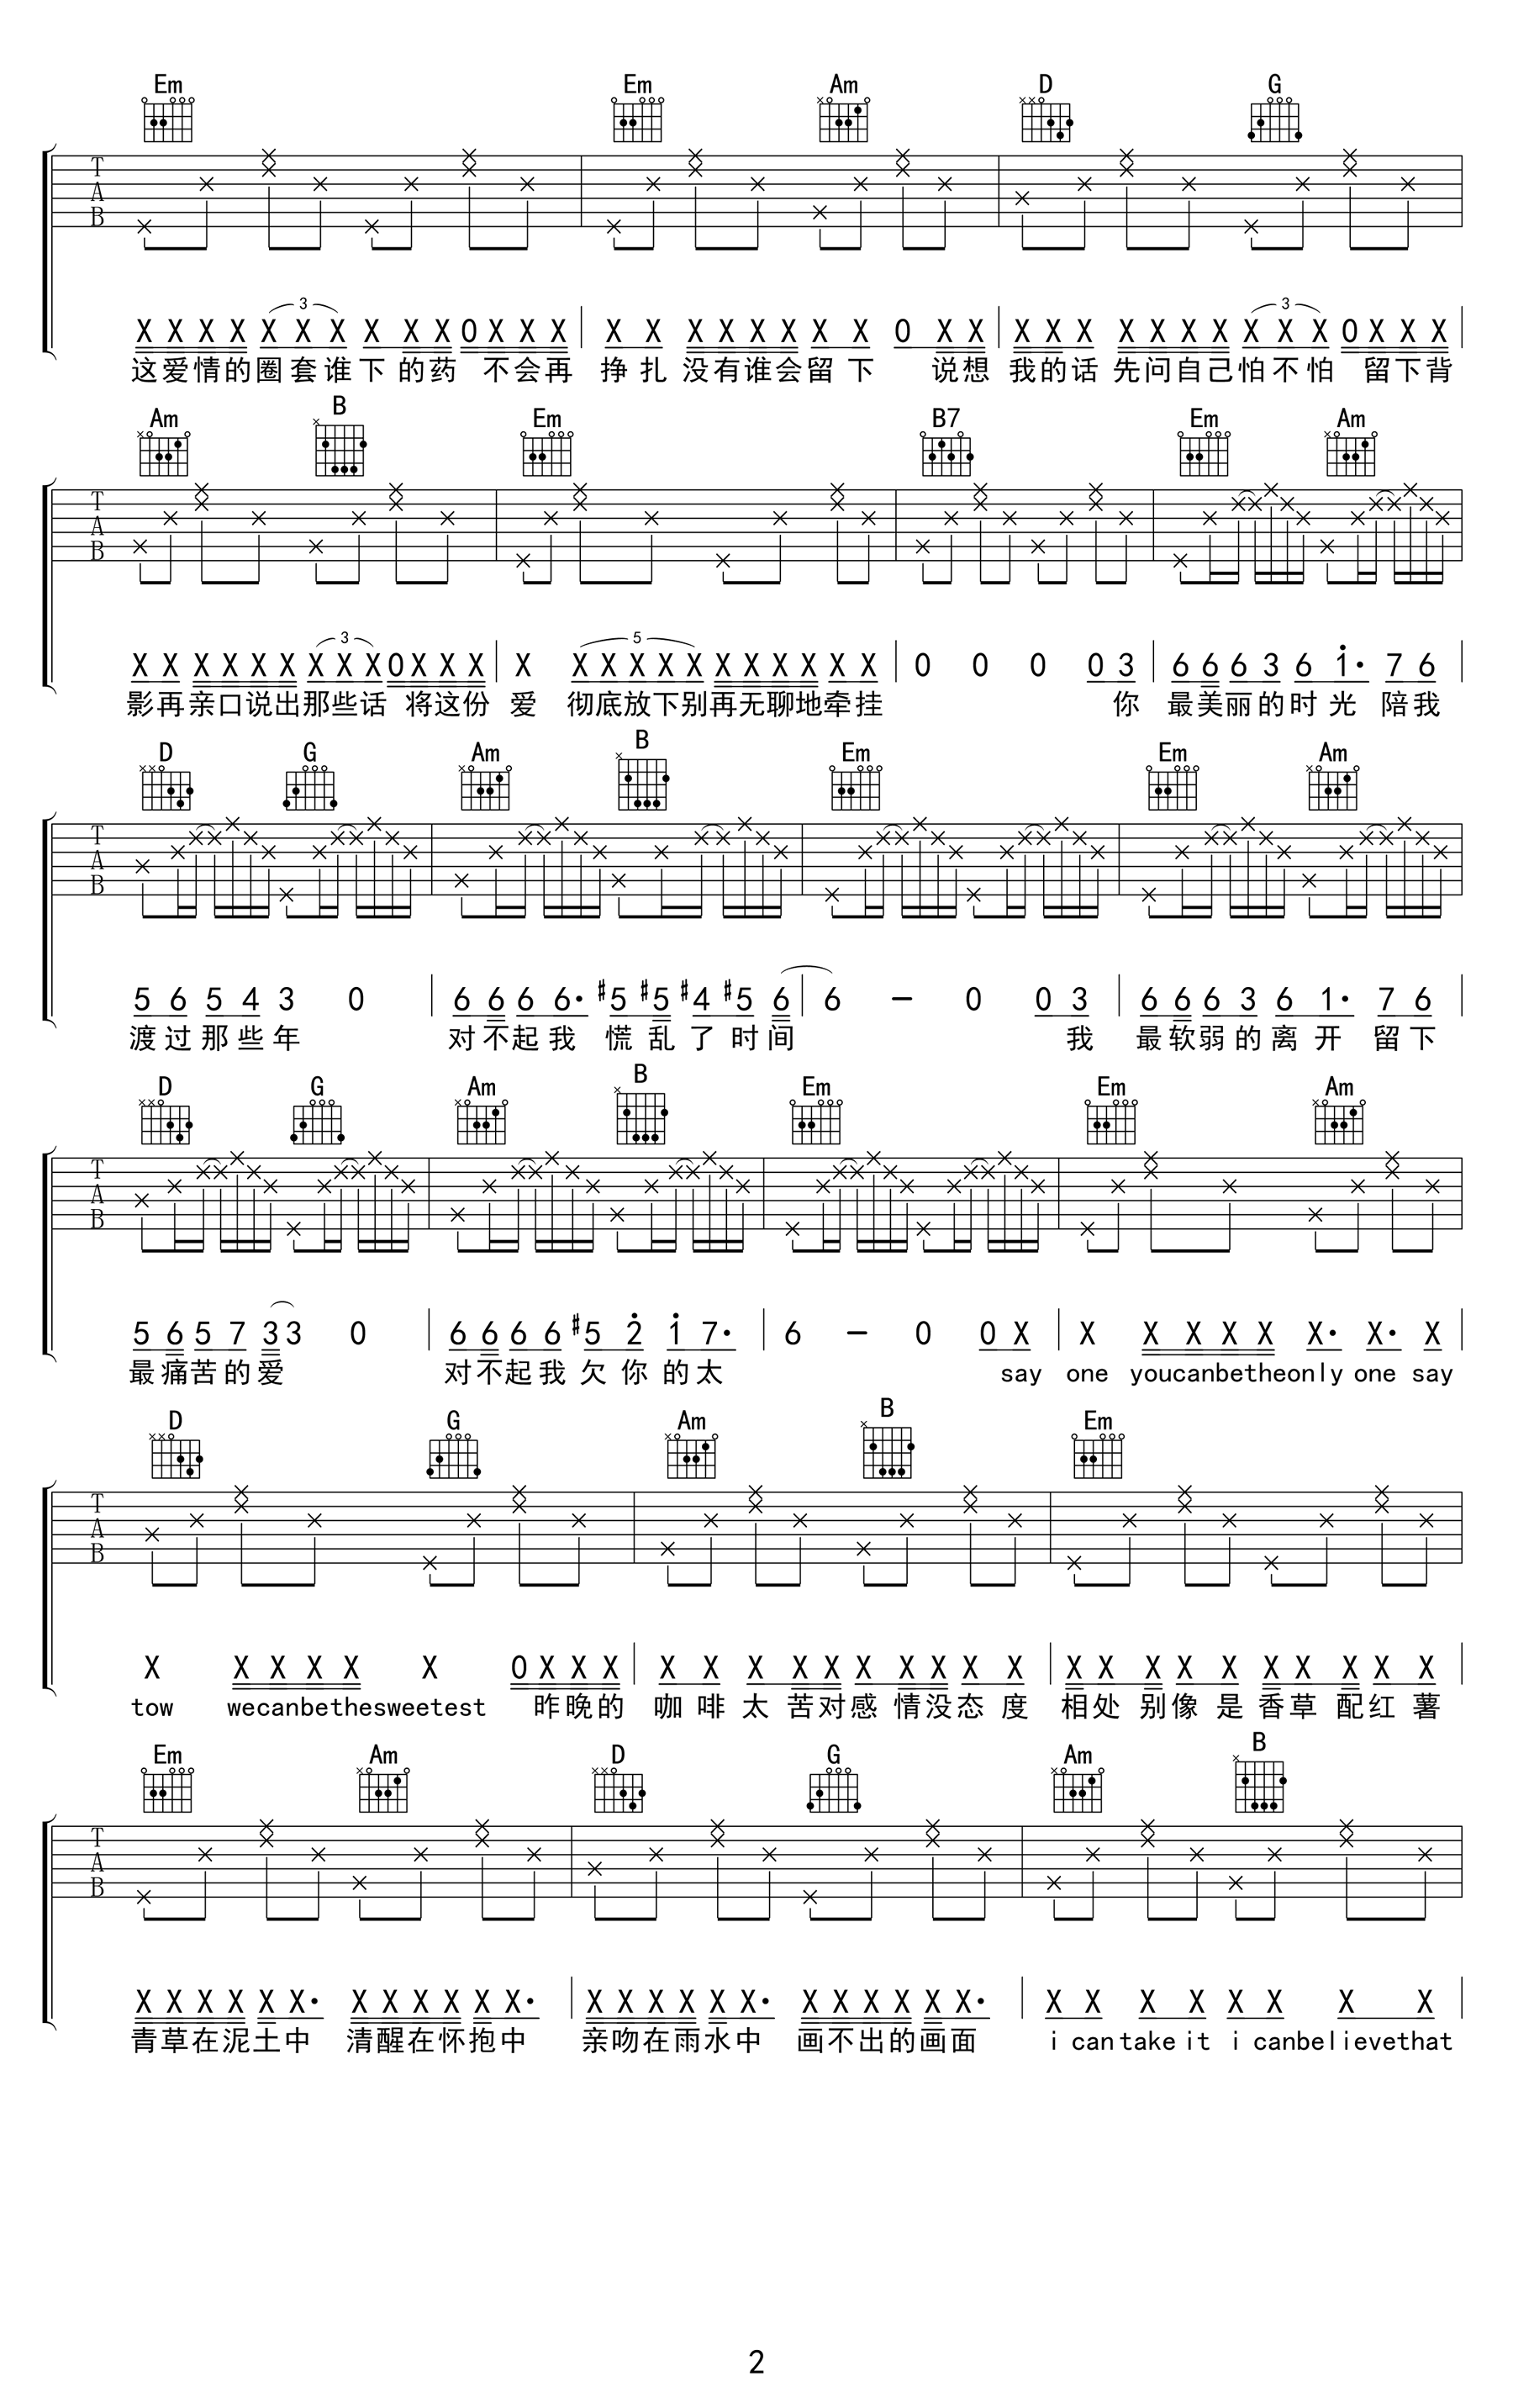 Em Em Am D G
T
A
B
3 3
X X X X X X X X X X 0 X X X X X X X X X X X 0 X X X X X X X X X X X X 0 X X X
这爱情的圈套谁下的药 不会再 挣扎 没有谁会留下 说想 我的话 先问自己怕不怕 留下背
Am B Em B7 Em Am
T
A
B
3 5
X X X X X X X X X 0 X X X X X X X X X X X X X X X 0 0 0 0 3 6 6 6 3 6 1· 7 6
影再亲口说出那些话 将这份 爱 彻底放下别再无聊地牵挂 你 最美丽的时光 陪我
D G Am B Em Em Am
T
A
B
5 6 5 4 3 0 6 6 6 6· #5 #5 #4 #5 6 6 - 0 0 3 6 6 6 3 6 1· 7 6
渡过那些年 对不起我 慌乱了时间 我 最软弱的离开 留下
D G Am B Em Em Am
T
A
B
5 6 5 7 3 3 0 6 6 6 6 #5 2 1 7· 6 - 0 0 X X X X X X X· X· X
最痛苦的爱 对不起我欠你的太 say one youcanbetheonly one say
D G Am B Em
T
A
B
X X X X X X 0 X X X X X X X X X X X X X X X X X X X X X X X
tow wecanbethesweetest 昨晚的 咖啡太苦对感情没态度 相处别像是香草配红薯
Em Am D G Am B
T
A
B
X X X X X X· X X X X X X· X X X X X X· X X X X X X· X X X X X X X X
青草在泥土中 清醒在怀抱中 亲吻在雨水中 画不出的画面 i can take it i canbelievethat
2